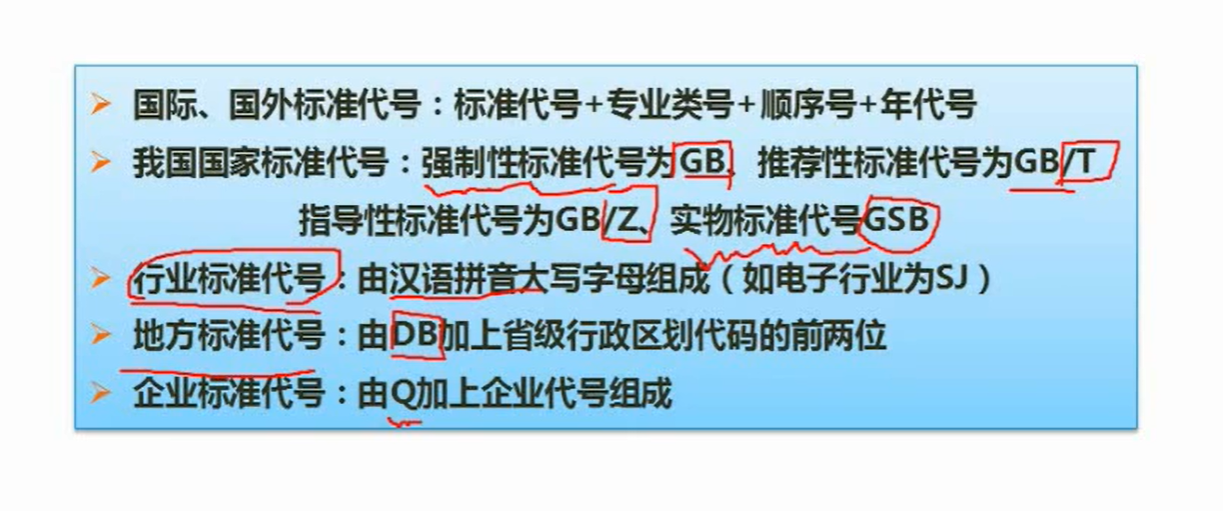 国际、国外标准代号：标准代号+专业类号+顺序号+年代号
我国国家标准代号：强制性标准代号为GB、推荐性标准代号为GB/T
指导性标准代号为GB/Z、实物标准代号GSB
行业标准代号：由汉语拼音大写字母组成（如电子行业为SJ）
地方标准代号：由DB加上省级行政区划代码的前两位
企业标准代号：由Q加上企业代号组成